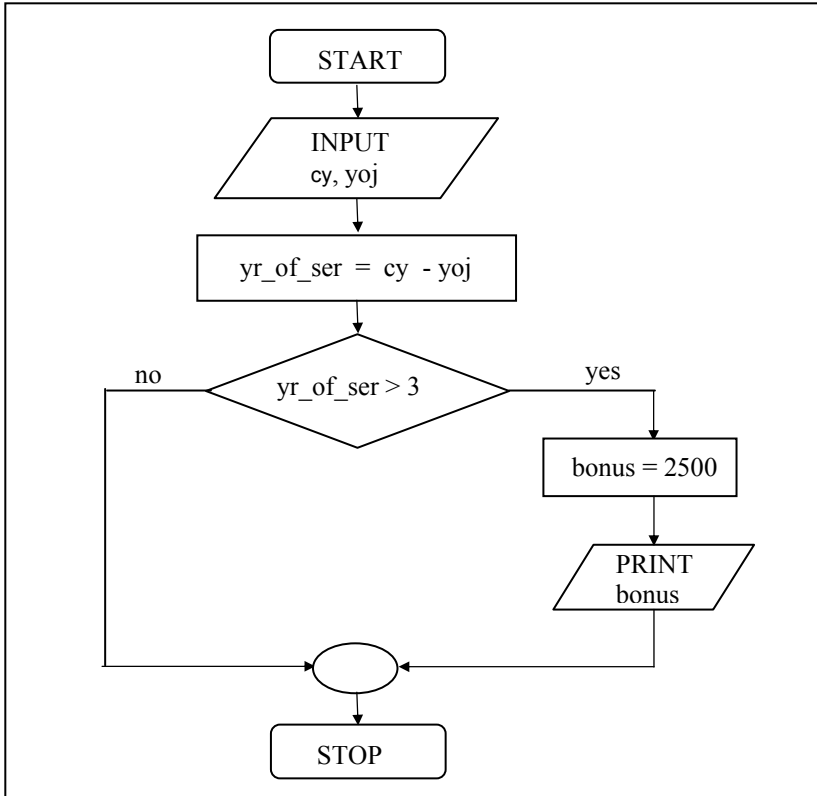 START
INPUT
cy, yoj
yr_of_ser = cy - yoj
no
yr_of_ser > 3
yes
bonus = 2500
PRINT
bonus
STOP